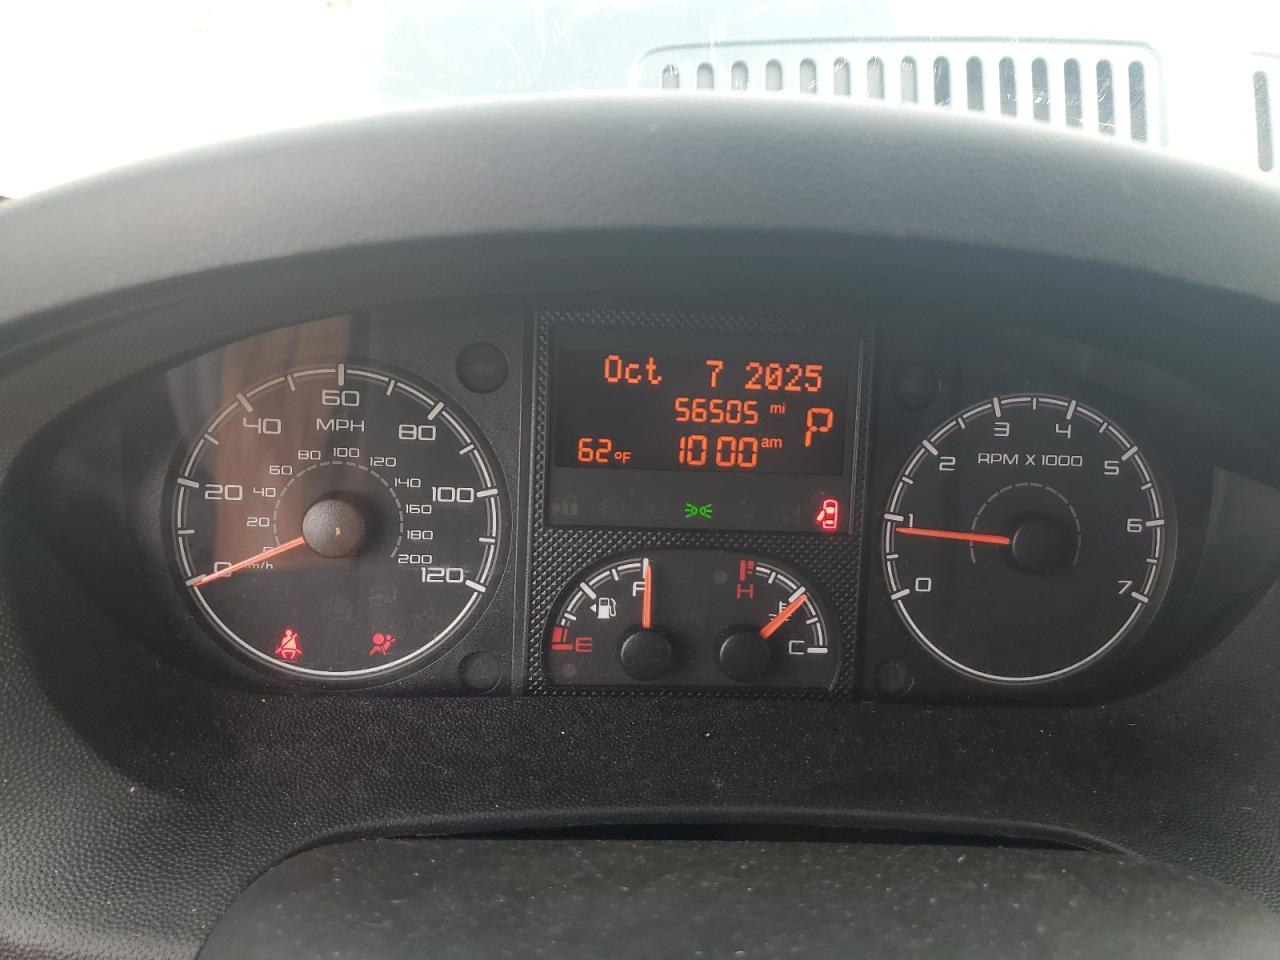 Oct 7 2025
56505 mi
P
62°F 10:00 am
0 20 40 60 80 100 120
MPH
0 20 40 60 80 100 120 140 160 180 200
km/h
E F
H C
0 1 2 3 4 5 6 7
RPM X 1000